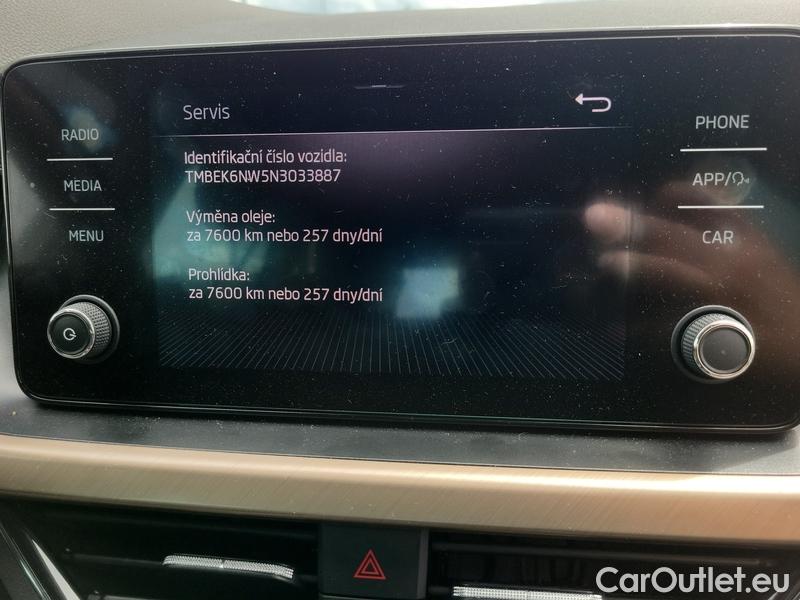 Servis
RADIO
MEDIA
MENU
Identifikační číslo vozidla:
TMBEK6NW5N3033887
Výměna oleje:
za 7600 km nebo 257 dny/dní
Prohlídka:
za 7600 km nebo 257 dny/dní
PHONE
APP/
CAR
CarOutlet.eu